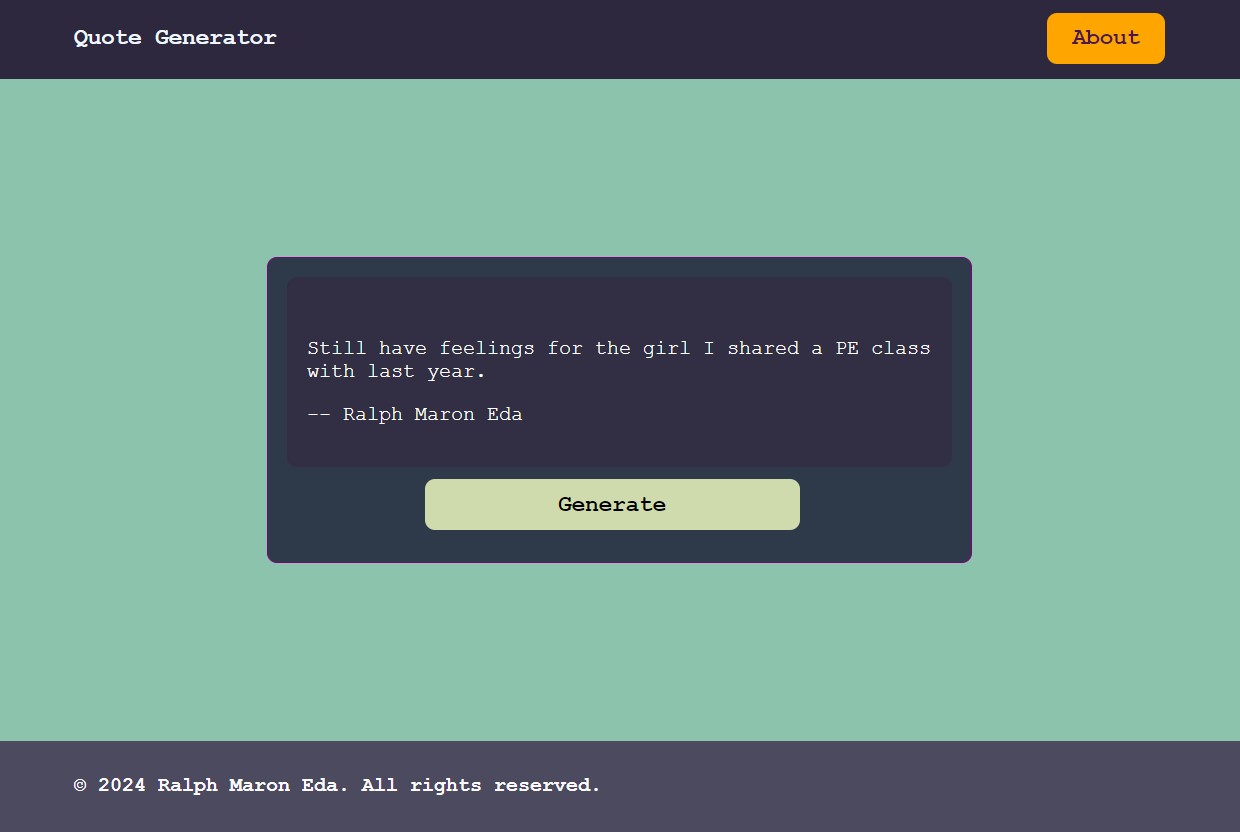 Quote Generator
About
Still have feelings for the girl I shared a PE class
with last year.
-- Ralph Maron Eda
Generate
© 2024 Ralph Maron Eda. All rights reserved.